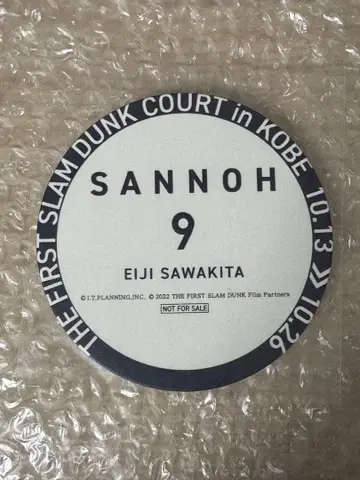 THE FIRST SLAM DUNK COURT in KOBE 10.13 >> 10.26
SANNOH
9
EIJI SAWAKITA
© I.T.PLANNING,INC. © 2022 THE FIRST SLAM DUNK Film Partners
NOT FOR SALE